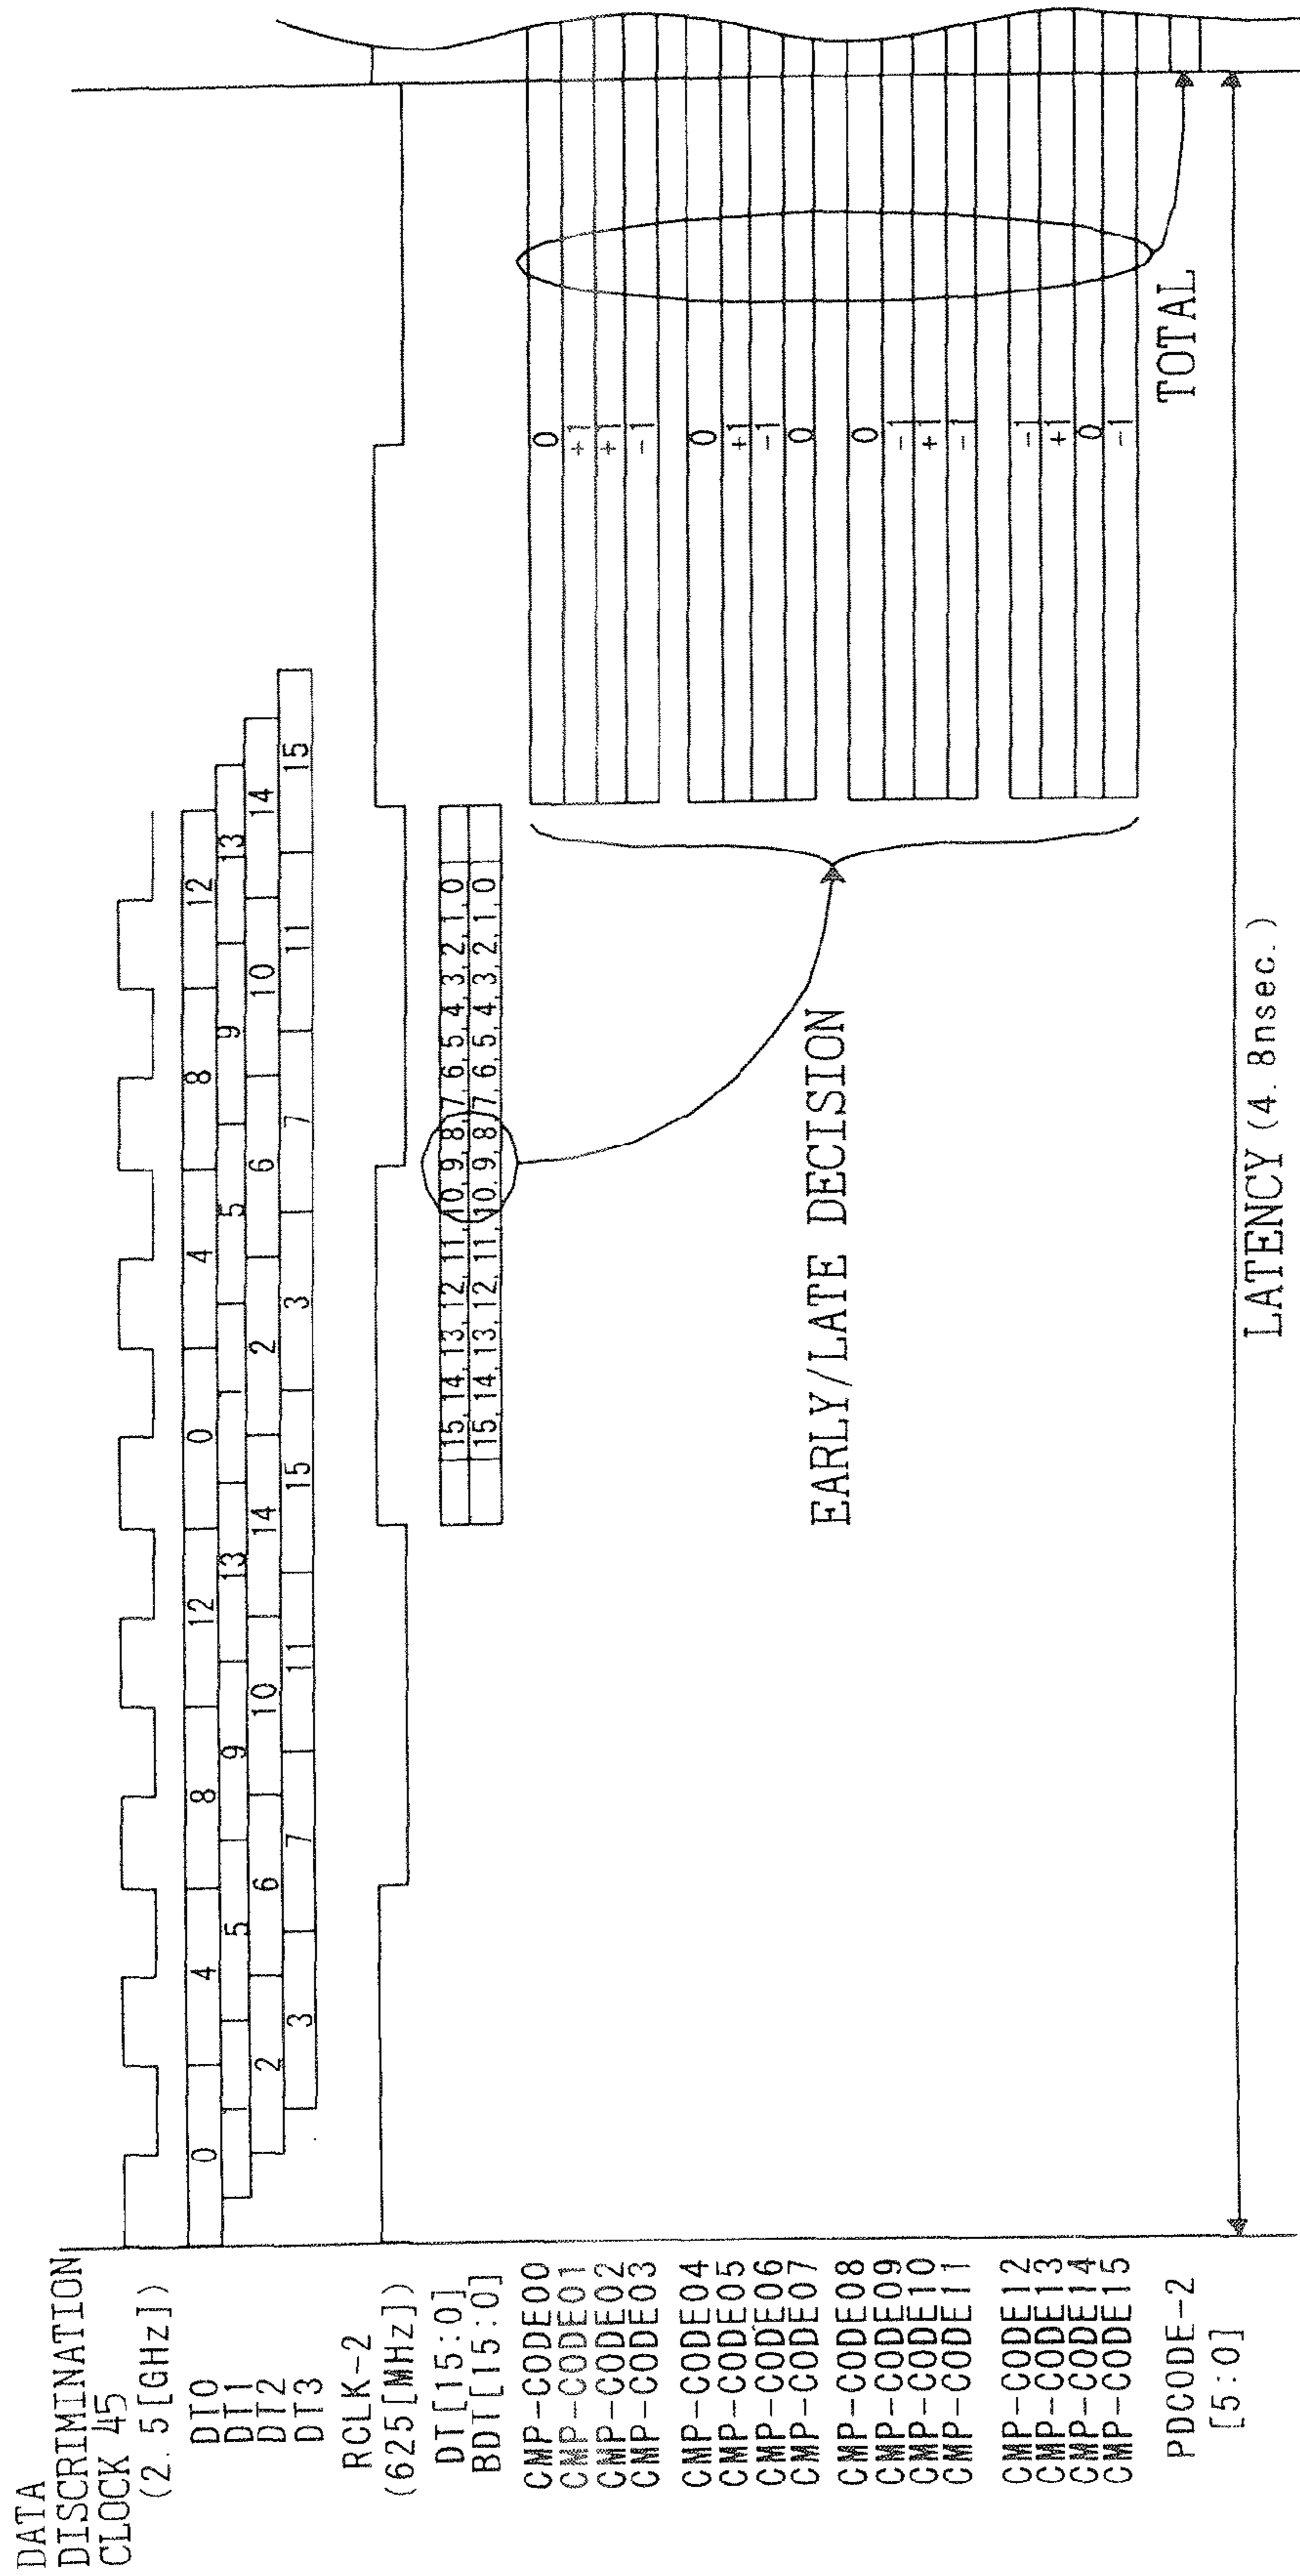 DATA
DISCRIMINATION
CLOCK 45
(2. 5[GHz])
DT0 0 4 8 12 0 4 8 12
DT1 5 9 13 5 9 13
DT2 2 6 10 14 2 6 10 14
DT3 3 7 11 15 3 7 11 15
RCLK-2
(625[MHz])
DT[15:0] 15, 14, 13, 12, 11, 10, 9, 8, 7, 6, 5, 4, 3, 2, 1, 0
BDT[15:0] 15, 14, 13, 12, 11, 10, 9, 8, 7, 6, 5, 4, 3, 2, 1, 0
CMP-CODE00 0
CMP-CODE01 +1
CMP-CODE02 +1
CMP-CODE03 -1
CMP-CODE04 0
CMP-CODE05 +1
CMP-CODE06 -1
CMP-CODE07 0
EARLY/LATE DECISION
CMP-CODE08 0
CMP-CODE09 -1
CMP-CODE10 +1
CMP-CODE11 -1
CMP-CODE12 -1
CMP-CODE13 +1
CMP-CODE14 0
CMP-CODE15 -1
TOTAL
PDCODE-2
[5:0]
LATENCY (4. 8nsec. )